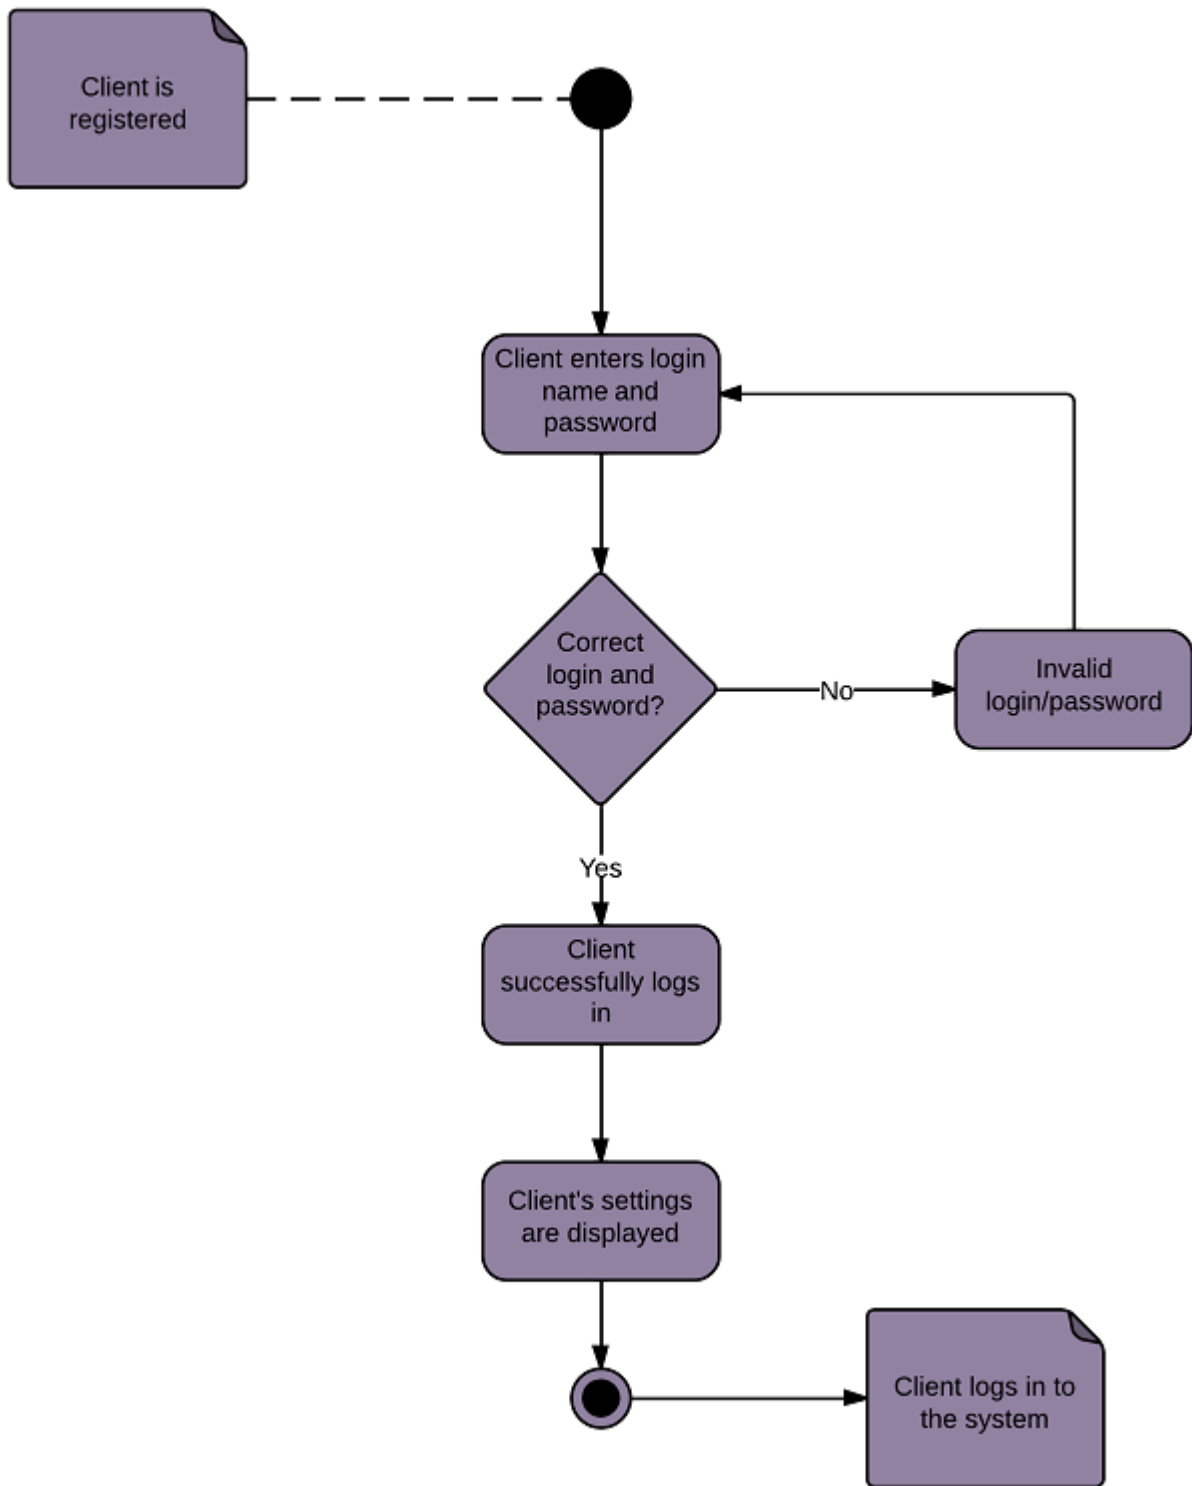 Client is
registered
Client enters login
name and
password
Correct
login and
password?
No
Invalid
login/password
Yes
Client
successfully logs
in
Client's settings
are displayed
Client logs in to
the system